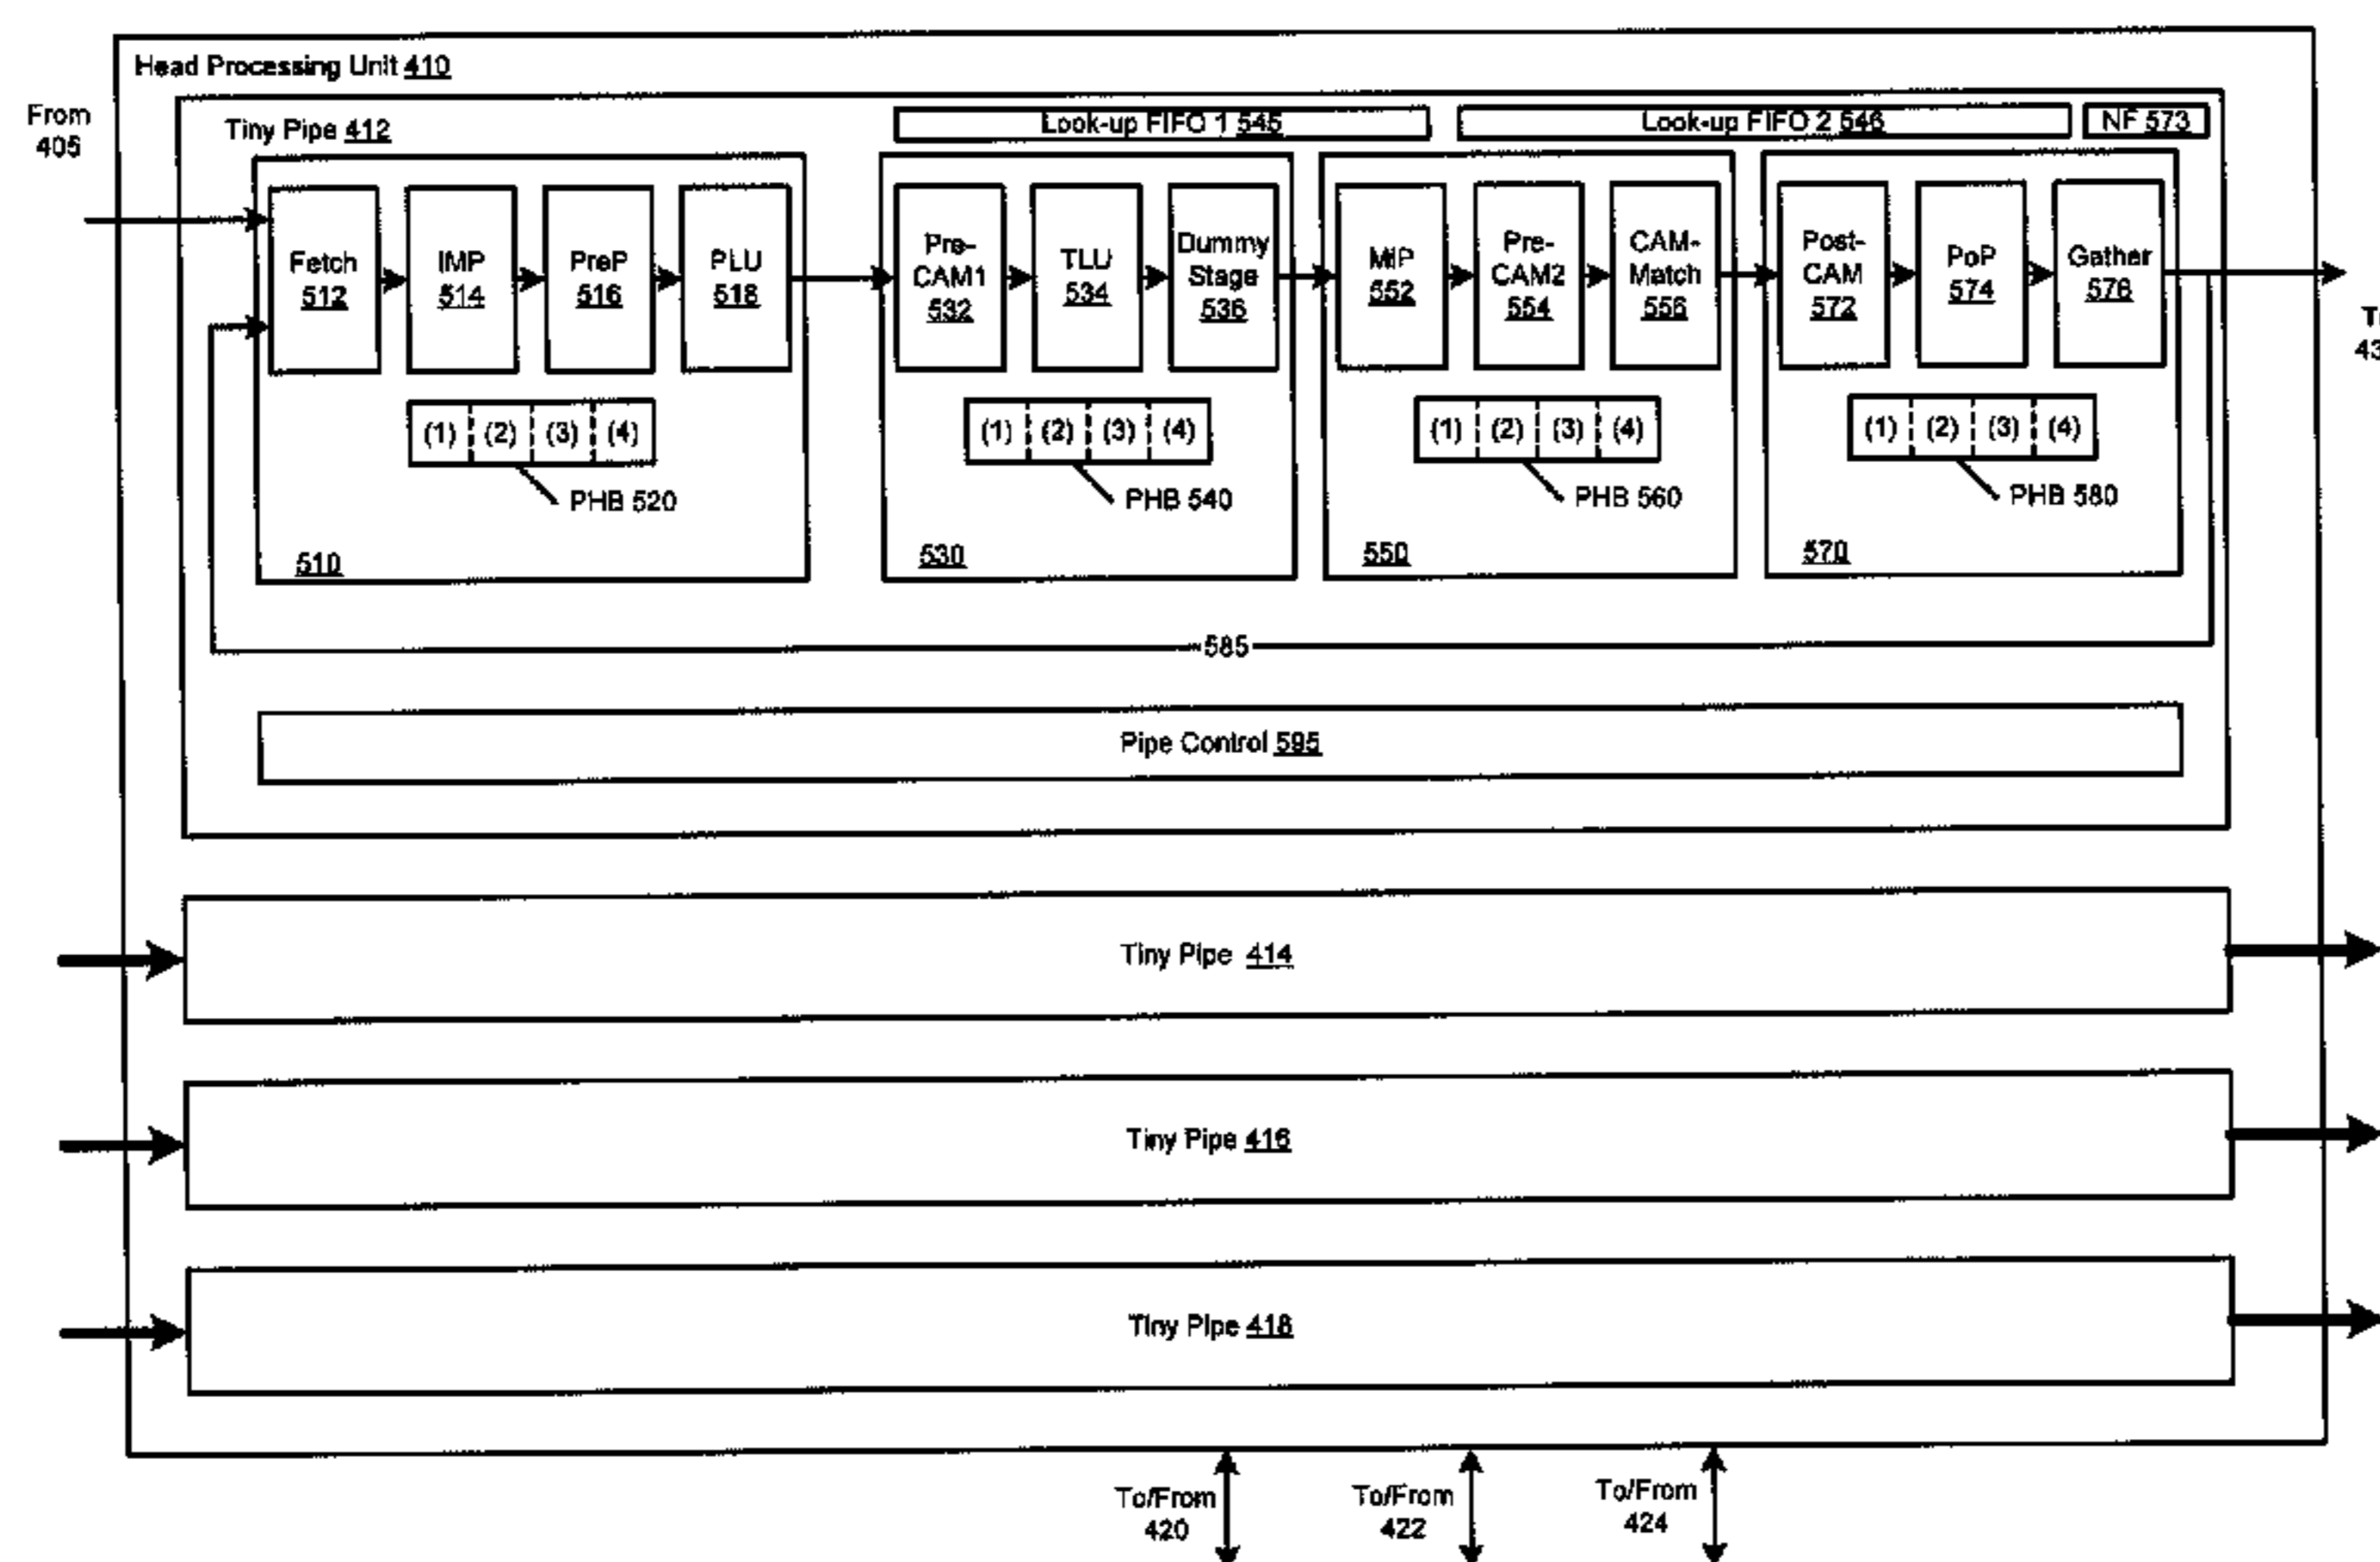 Head Processing Unit 410
From
405
Tiny Pipe 412
Look-up FIFO 1 545
Look-up FIFO 2 546
NF 573
Fetch
512
IMP
514
PreP
516
PLU
518
Pre-
CAM1
532
TLU
534
Dummy
Stage
536
MIP
552
Pre-
CAM2
554
CAM-
Match
556
Post-
CAM
572
PoP
574
Gather
576
(1) (2) (3) (4)
PHB 520
(1) (2) (3) (4)
PHB 540
(1) (2) (3) (4)
PHB 560
(1) (2) (3) (4)
PHB 580
510
530
550
570
585
Pipe Control 595
Tiny Pipe 414
Tiny Pipe 416
Tiny Pipe 418
To/From
420
To/From
422
To/From
424